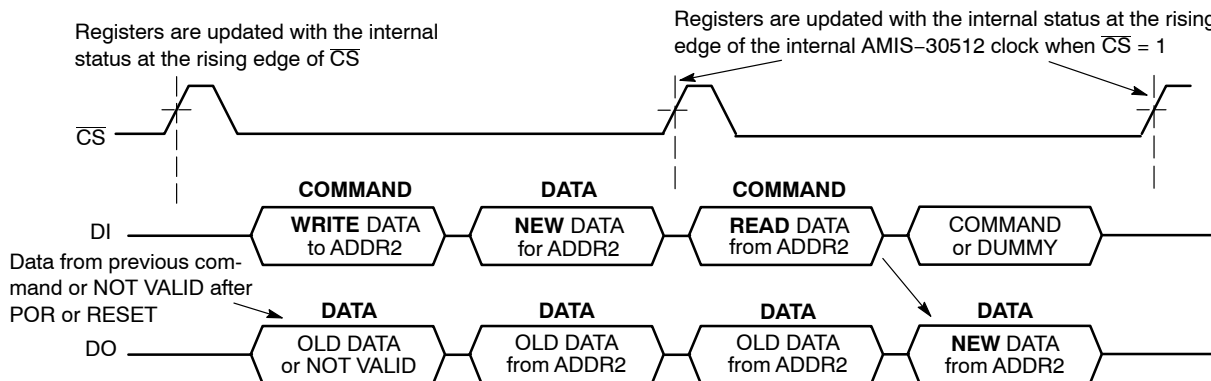 Registers are updated with the internal
status at the rising edge of C̅S̅
Registers are updated with the internal status at the rising
edge of the internal AMIS−30512 clock when C̅S̅ = 1
C̅S̅
COMMAND
DATA
COMMAND
DI
WRITE DATA
to ADDR2
NEW DATA
for ADDR2
READ DATA
from ADDR2
COMMAND
or DUMMY
Data from previous com-
mand or NOT VALID after
POR or RESET
DATA
DATA
DATA
DATA
DO
OLD DATA
or NOT VALID
OLD DATA
from ADDR2
OLD DATA
from ADDR2
NEW DATA
from ADDR2